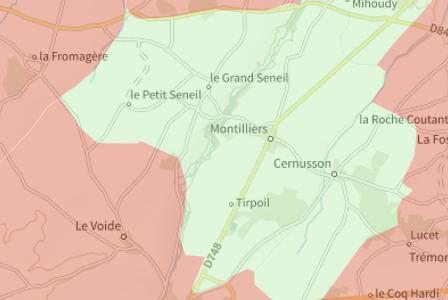 Mihoudy
D84
la Fromagère
le Grand Seneil
le Petit Seneil
la Roche Coutant
Montilliers
La Fos
Cernusson
Tirpoil
Le Voide
Lucet
D748
Trémon
le Coq Hardi